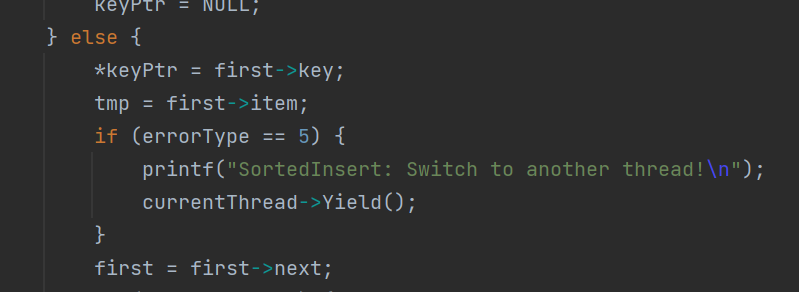 keyPtr = NULL;
} else {
*keyPtr = first->key;
tmp = first->item;
if (errorType == 5) {
printf("SortedInsert: Switch to another thread!\n");
currentThread->Yield();
}
first = first->next;